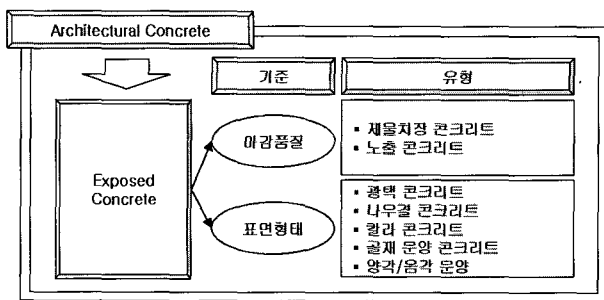 Architectural Concrete
기준
유형
Exposed
Concrete
마감품질
표면형태
▪ 제물치장 콘크리트
▪ 노출 콘크리트
▪ 광택 콘크리트
▪ 나무결 콘크리트
▪ 칼라 콘크리트
▪ 골재 문양 콘크리트
▪ 양각/음각 문양